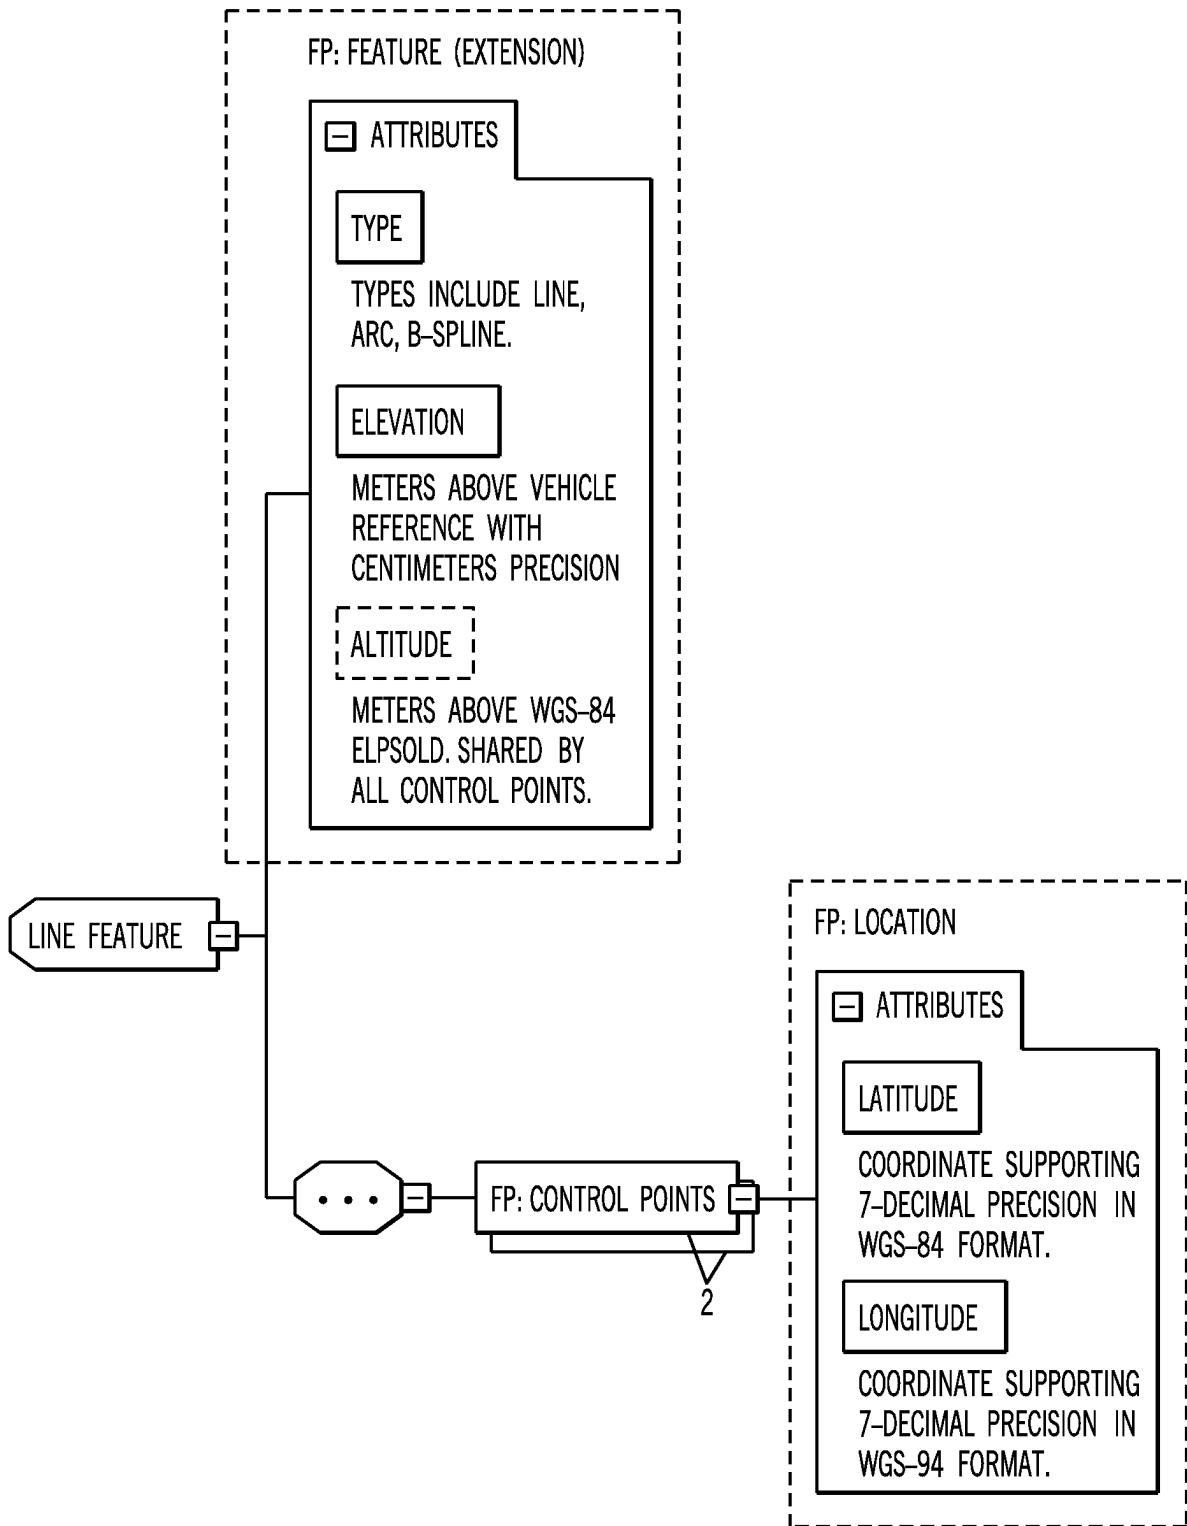 FP: FEATURE (EXTENSION)
ATTRIBUTES
TYPE
TYPES INCLUDE LINE,
ARC, B–SPLINE.
ELEVATION
METERS ABOVE VEHICLE
REFERENCE WITH
CENTIMETERS PRECISION
ALTITUDE
METERS ABOVE WGS–84
ELPSOLD. SHARED BY
ALL CONTROL POINTS.
LINE FEATURE
FP: CONTROL POINTS
2
FP: LOCATION
ATTRIBUTES
LATITUDE
COORDINATE SUPPORTING
7–DECIMAL PRECISION IN
WGS–84 FORMAT.
LONGITUDE
COORDINATE SUPPORTING
7–DECIMAL PRECISION IN
WGS–94 FORMAT.